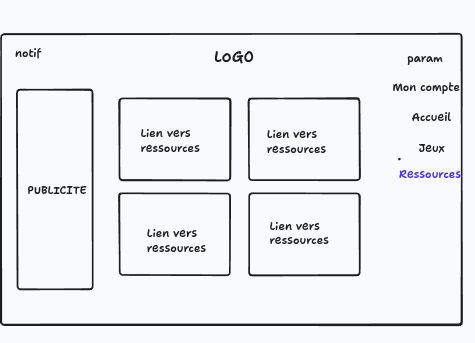 notif
LOGO
param
Mon compte
Accueil
Jeux
Ressources
PUBLICITE
Lien vers
ressources
Lien vers
ressources
Lien vers
ressources
Lien vers
ressources